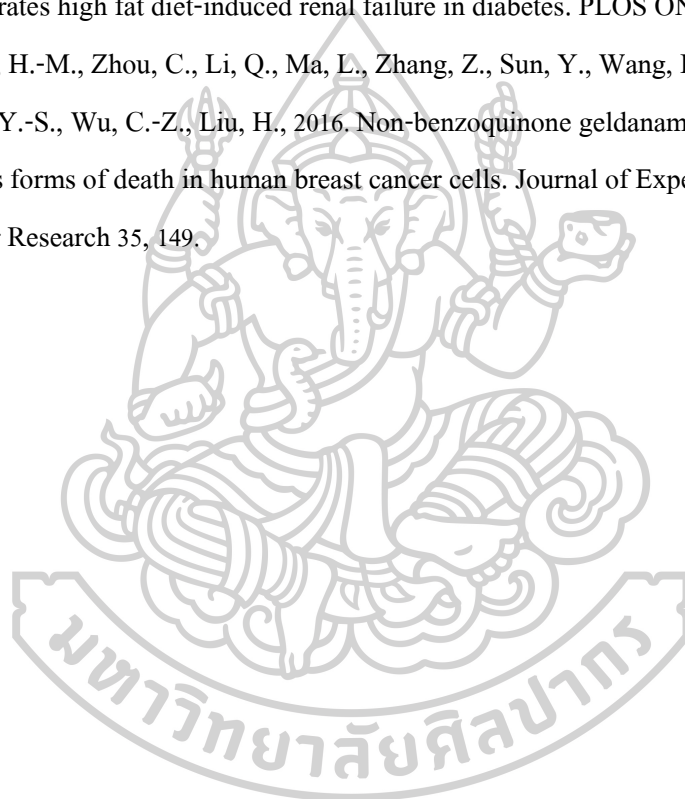 rates high fat diet-induced renal failure in diabetes. PLOS ON
H.-M., Zhou, C., Li, Q., Ma, L., Zhang, Z., Sun, Y., Wang,
Y.-S., Wu, C.-Z., Liu, H., 2016. Non-benzoquinone geldanam
s forms of death in human breast cancer cells. Journal of Expe
Research 35, 149.
มหาวิทยาลัยศิลปากร